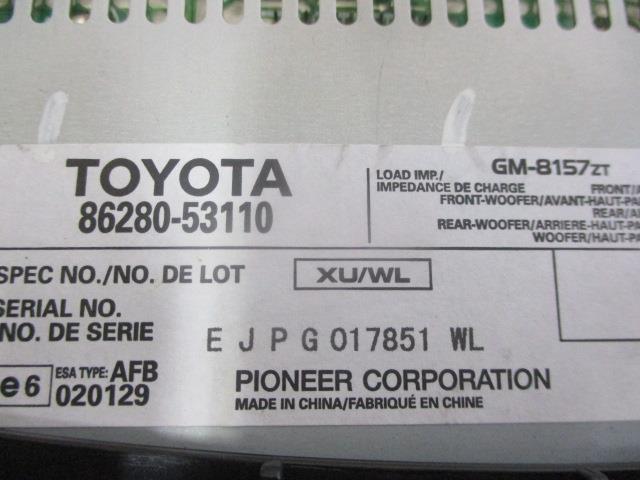 TOYOTA
86280-53110
LOAD IMP./
IMPEDANCE DE CHARGE
GM-8157ZT
FRONT/
FRONT-WOOFER/AVANT-HAUT-PA
REAR/
REAR-WOOFER/ARRIERE-HAUT-PA
WOOFER/HAUT-PA
SPEC NO./NO. DE LOT
XU/WL
SERIAL NO.
NO. DE SERIE
E J P G 017851 WL
e6
ESA TYPE: AFB
020129
PIONEER CORPORATION
MADE IN CHINA/FABRIQUÉ EN CHINE